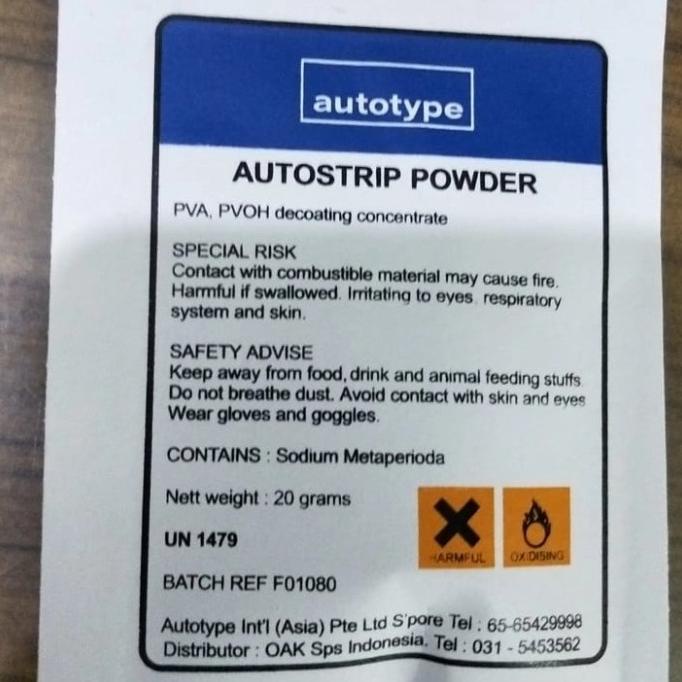 autotype
AUTOSTRIP POWDER
PVA, PVOH decoating concentrate
SPECIAL RISK
Contact with combustible material may cause fire.
Harmful if swallowed. Irritating to eyes respiratory
system and skin.
SAFETY ADVISE
Keep away from food, drink and animal feeding stuffs
Do not breathe dust. Avoid contact with skin and eyes
Wear gloves and goggles.
CONTAINS : Sodium Metaperioda
Nett weight : 20 grams
HARMFUL OXIDISING
UN 1479
BATCH REF F01080
Autotype Int'l (Asia) Pte Ltd S'pore Tel : 65-65429998
Distributor : OAK Sps Indonesia. Tel : 031 - 5453562